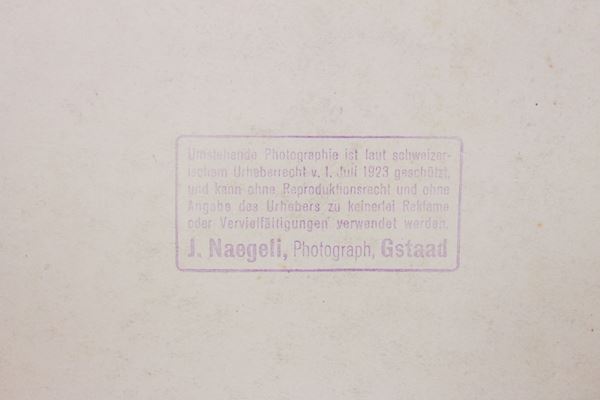 Umstehende Photographie ist laut schweizer-
ischem Urheberrecht v. 1. Juli 1923 geschützt,
und kann ohne Reproduktionsrecht und ohne
Angabe des Urhebers zu keinerlei Reklame
oder Vervielfältigungen verwendet werden.
J. Naegeli, Photograph, Gstaad